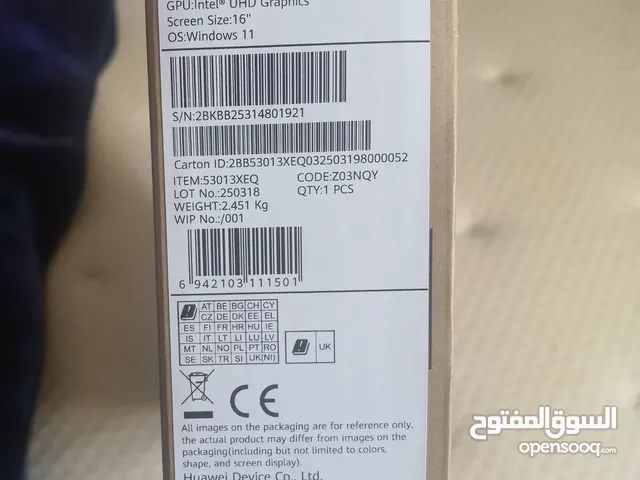 GPU:Intel® UHD Graphics
Screen Size:16"
OS:Windows 11
S/N:2BKBB25314801921
Carton ID:2BB53013XEQ032503198000052
ITEM:53013XEQ CODE:Z03NQY
LOT No.:250318 QTY:1 PCS
WEIGHT:2.451 Kg
WIP No.:/001
6 942103 111501
AT BE BG CH CY
CZ DE DK EE EL
ES FI FR HR HU IE
IS IT LT LI LU LV
MT NL NO PL PT RO
SE SK TR SI UK(NI)
UK
CE
All images on the packaging are for reference only,
the actual product may differ from images on the
packaging(including but not limited to colors,
shape, and screen display).
Huawei Device Co., Ltd.
السوق المفتوح
opensooq.com